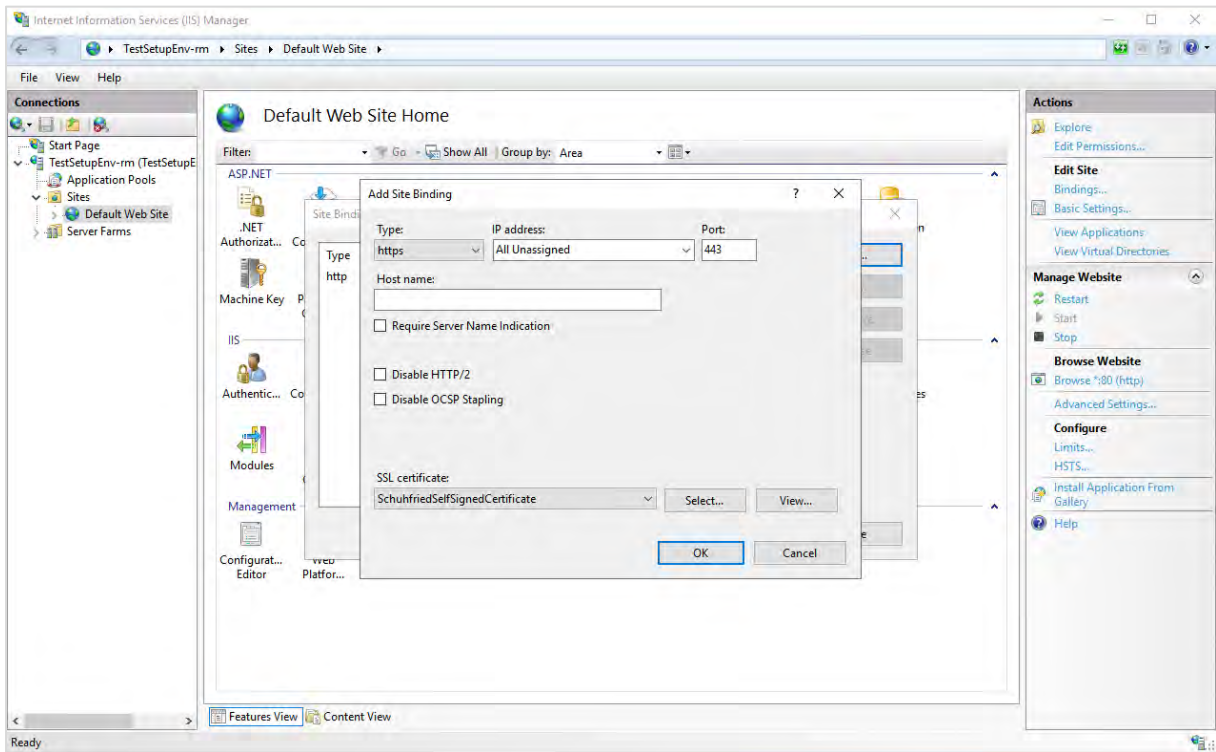 Internet Information Services (IIS) Manager
TestSetupEnv-rm Sites Default Web Site
File View Help
Connections
Start Page
TestSetupEnv-rm (TestSetupE
Application Pools
Sites
Default Web Site
Server Farms
Default Web Site Home
Filter: Go Show All Group by: Area
ASP.NET
.NET
Authorizat... Co
Machine Key P
IIS
Authentic... Co
Modules
Management
Configurat...
Editor
Web
Platfor...
n
es
Site Bindi
Type
http
..
e
Add Site Binding ?
Type: IP address: Port:
https All Unassigned 443
Host name:
Require Server Name Indication
Disable HTTP/2
Disable OCSP Stapling
SSL certificate:
SchuhfriedSelfSignedCertificate Select... View...
OK Cancel
Features View Content View
Actions
Explore
Edit Permissions...
Edit Site
Bindings...
Basic Settings...
View Applications
View Virtual Directories
Manage Website
Restart
Start
Stop
Browse Website
Browse *:80 (http)
Advanced Settings...
Configure
Limits...
HSTS...
Install Application From
Gallery
Help
Ready